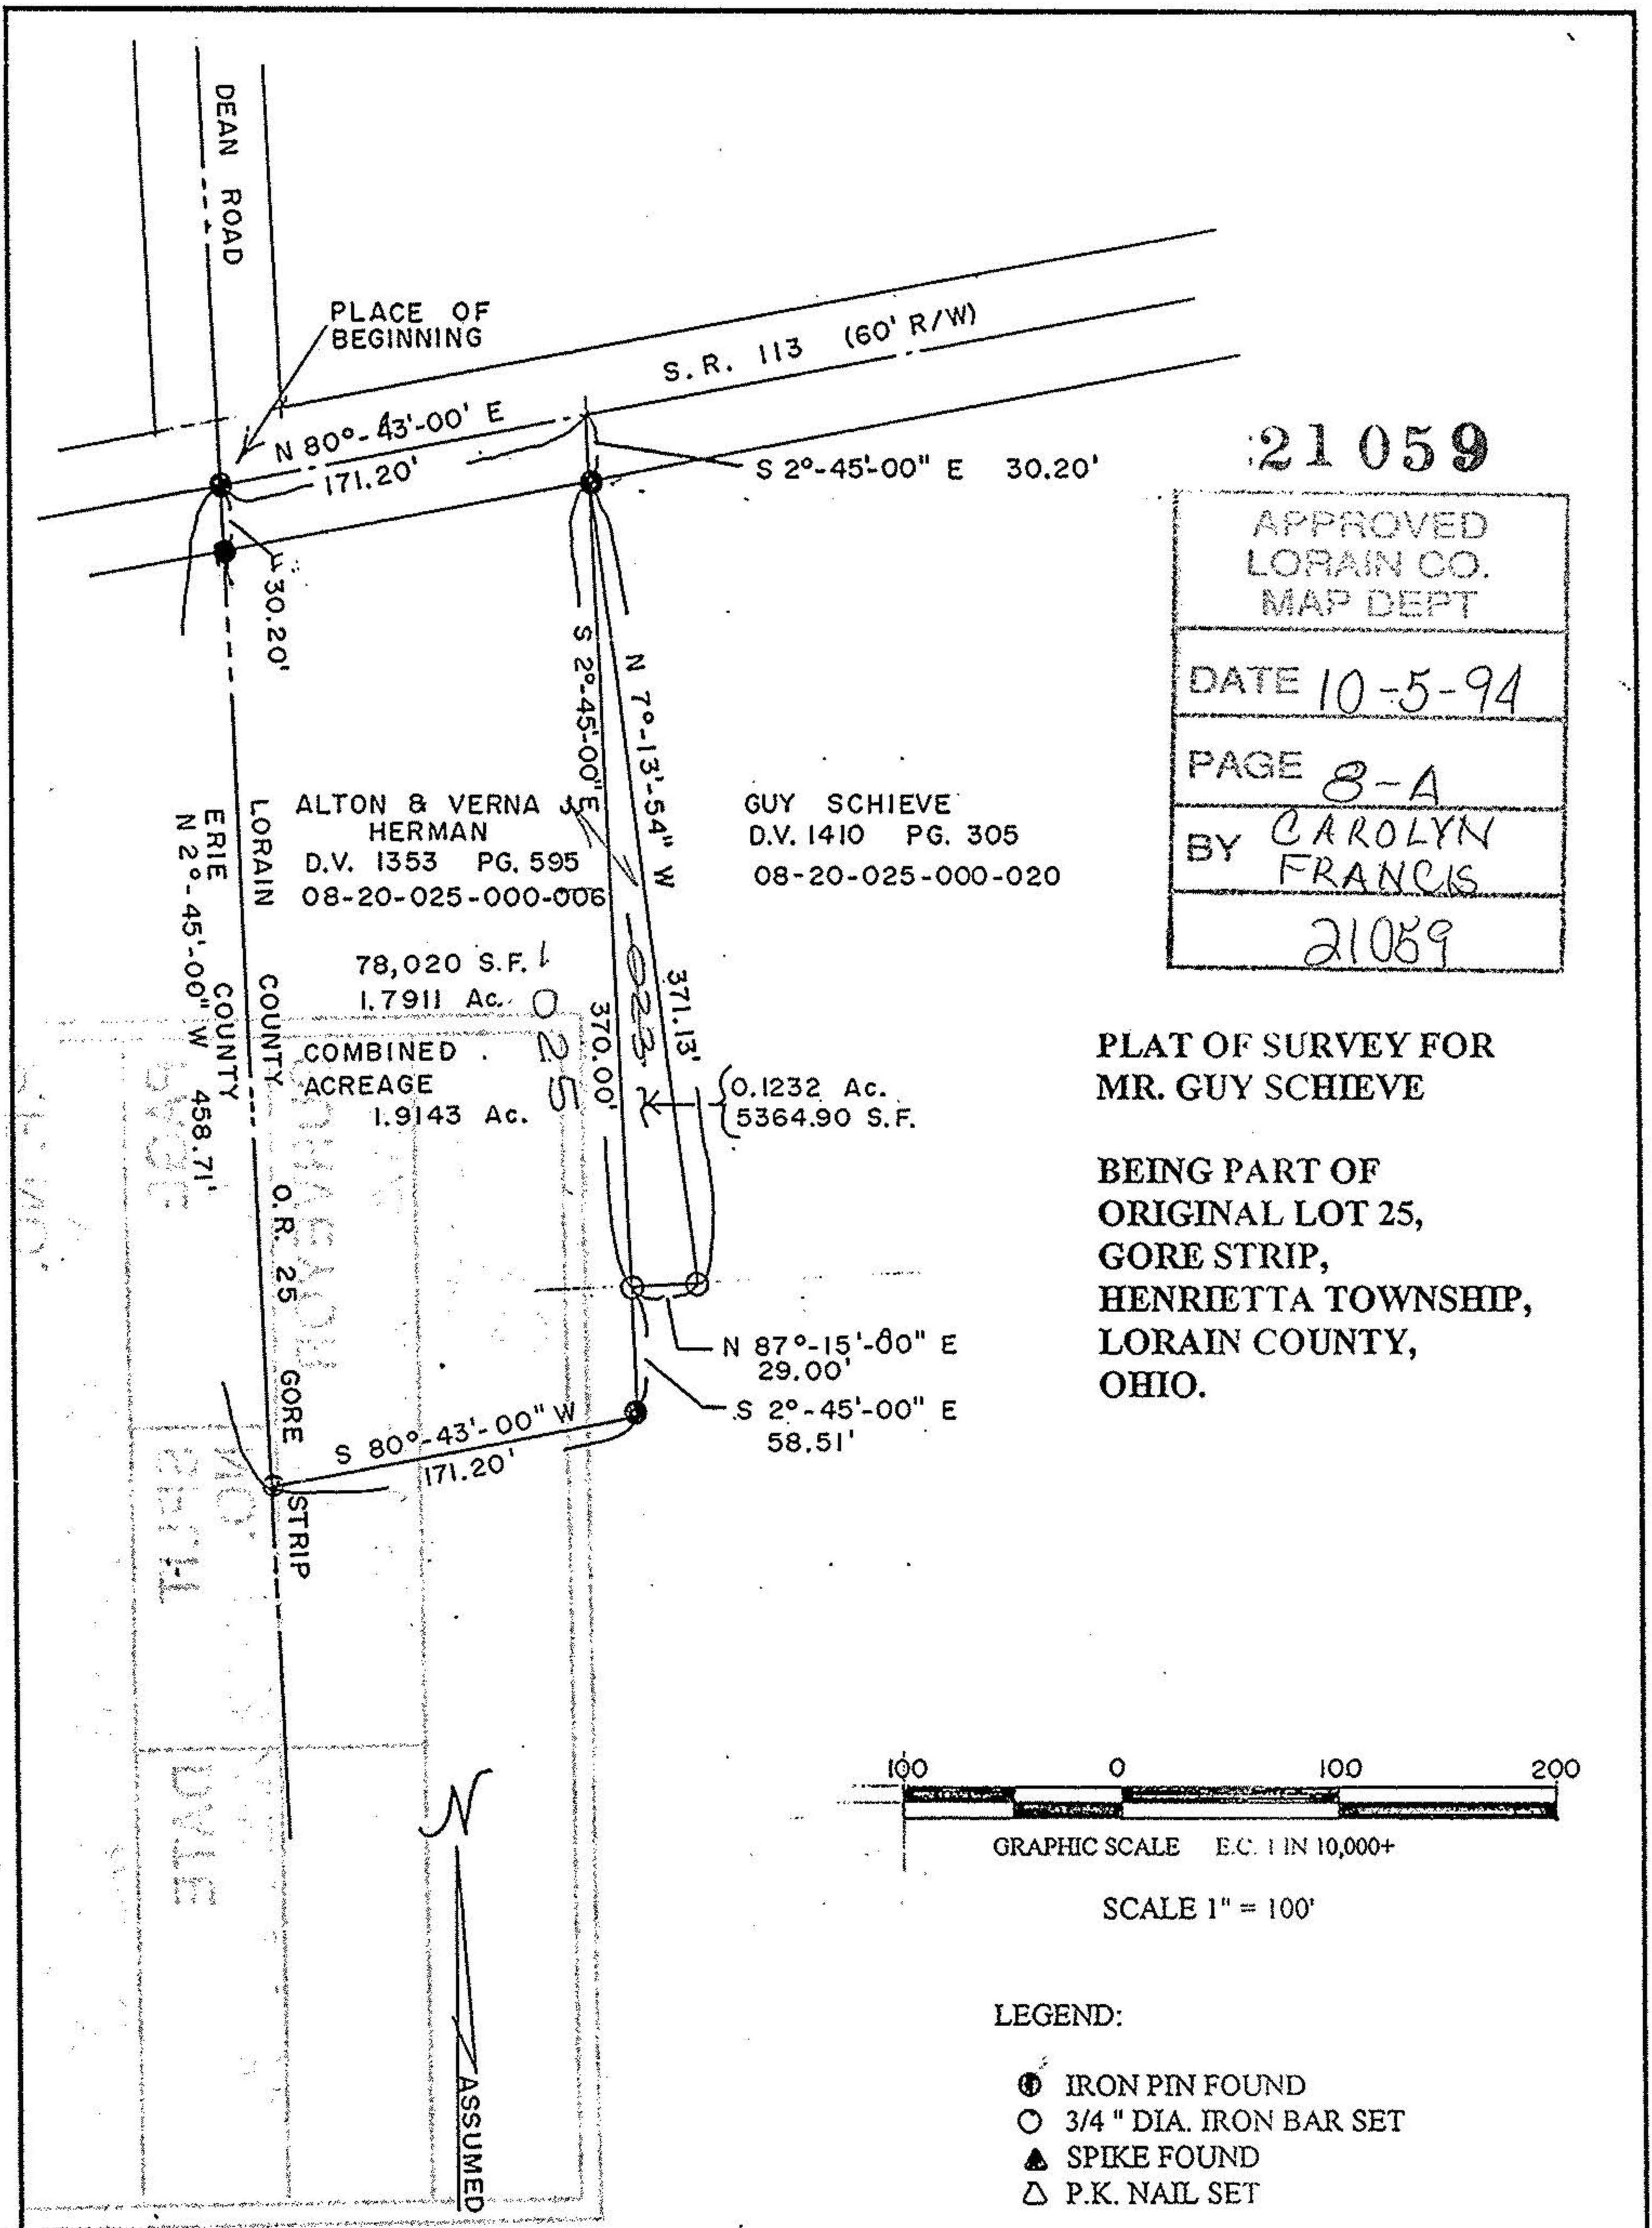 DEAN ROAD
PLACE OF
BEGINNING
S.R. 113 (60' R/W)
N 80°-43'-00' E
171.20'
S 2°-45'-00" E 30.20'
30.20'
:21059
APPROVED
LORAIN CO.
MAP DEPT
DATE 10-5-94
PAGE 8-A
BY CAROLYN
FRANCIS
21059
S 2°-45'-00" E
370.00'
N 7°-13'-54" W
371.13'
ALTON & VERNA
HERMAN
D.V. 1353 PG. 595
08-20-025-000-006
GUY SCHIEVE
D.V. 1410 PG. 305
08-20-025-000-020
LORAIN COUNTY
ERIE COUNTY
N 2°-45'-00" W 458.71'
O.R. 25 GORE STRIP
78,020 S.F.
1.7911 Ac.
COMBINED
ACREAGE
1.9143 Ac.
025
023
0.1232 Ac.
5364.90 S.F.
PLAT OF SURVEY FOR
MR. GUY SCHIEVE
BEING PART OF
ORIGINAL LOT 25,
GORE STRIP,
HENRIETTA TOWNSHIP,
LORAIN COUNTY,
OHIO.
N 87°-15'-00" E
29.00'
S 2°-45'-00" E
58.51'
S 80°-43'-00" W
171.20'
N
ASSUMED
100 0 100 200
GRAPHIC SCALE E.C. 1 IN 10,000+
SCALE 1" = 100'
LEGEND:
IRON PIN FOUND
3/4 " DIA. IRON BAR SET
SPIKE FOUND
P.K. NAIL SET